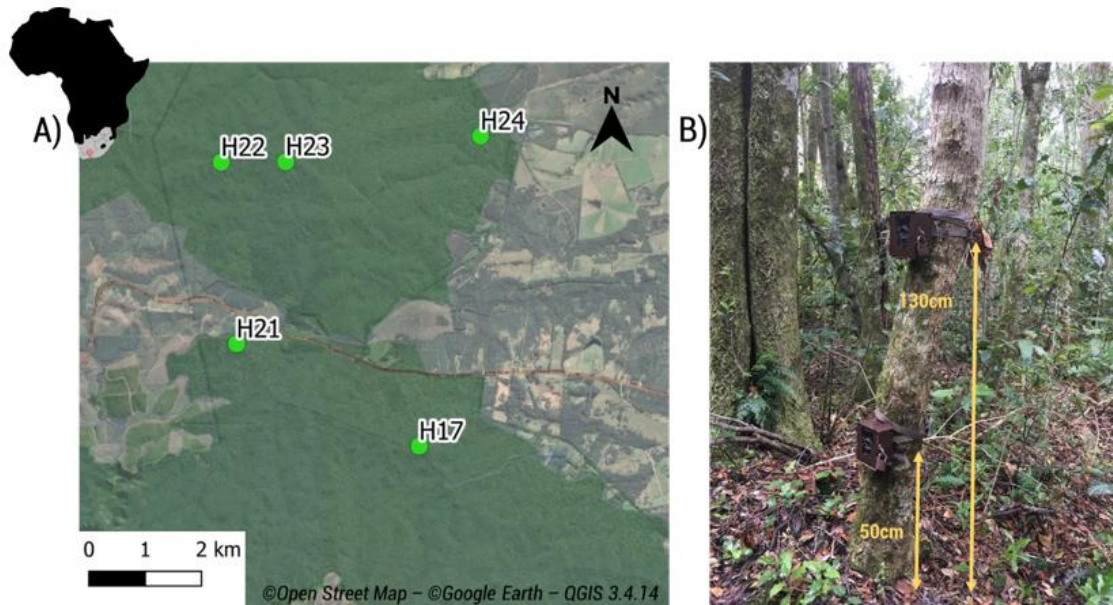 A)
H22
H23
H24
N
H21
H17
0 1 2 km
©Open Street Map – ©Google Earth – QGIS 3.4.14
B)
130cm
50cm